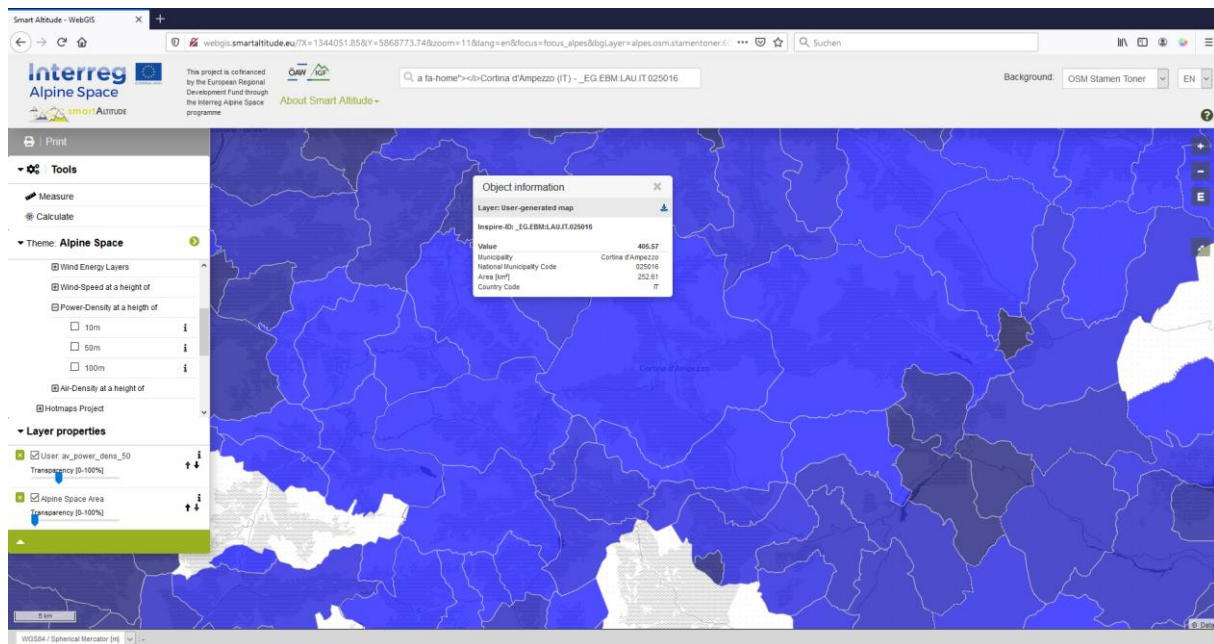 Smart Altitude - WebGIS
webgis.smartaltitude.eu/?X=1344051.85&Y=5868773.74&zoom=11&lang=en&focus=focus_alpes&bgLayer=alpes.osm.stamentoner
Suchen
Interreg
Alpine Space
smartALTITUDE
This project is cofinanced
by the European Regional
Development Fund through
the Interreg Alpine Space
programme
ÖAW IGF
About Smart Altitude
a fa-home"></i>Cortina d'Ampezzo (IT) - _EG.EBM:LAU.IT.025016
Background: OSM Stamen Toner EN
Print
Tools
Measure
Calculate
Theme: Alpine Space
Wind Energy Layers
Wind-Speed at a height of
Power-Density at a heigth of
10m
50m
100m
Air-Density at a height of
Hotmaps Project
Layer properties
User: av_power_dens_50
Transparency [0-100%]
Alpine Space Area
Transparency [0-100%]
Object information
Layer: User-generated map
Inspire-ID: _EG.EBM:LAU.IT.025016
Value 405.57
Municipality Cortina d'Ampezzo
National Municipality Code 025016
Area [km²] 252.61
Country Code IT
Cortina d'Ampezzo
E
5 km
© Data
WGS84 / Spherical Mercator [m]